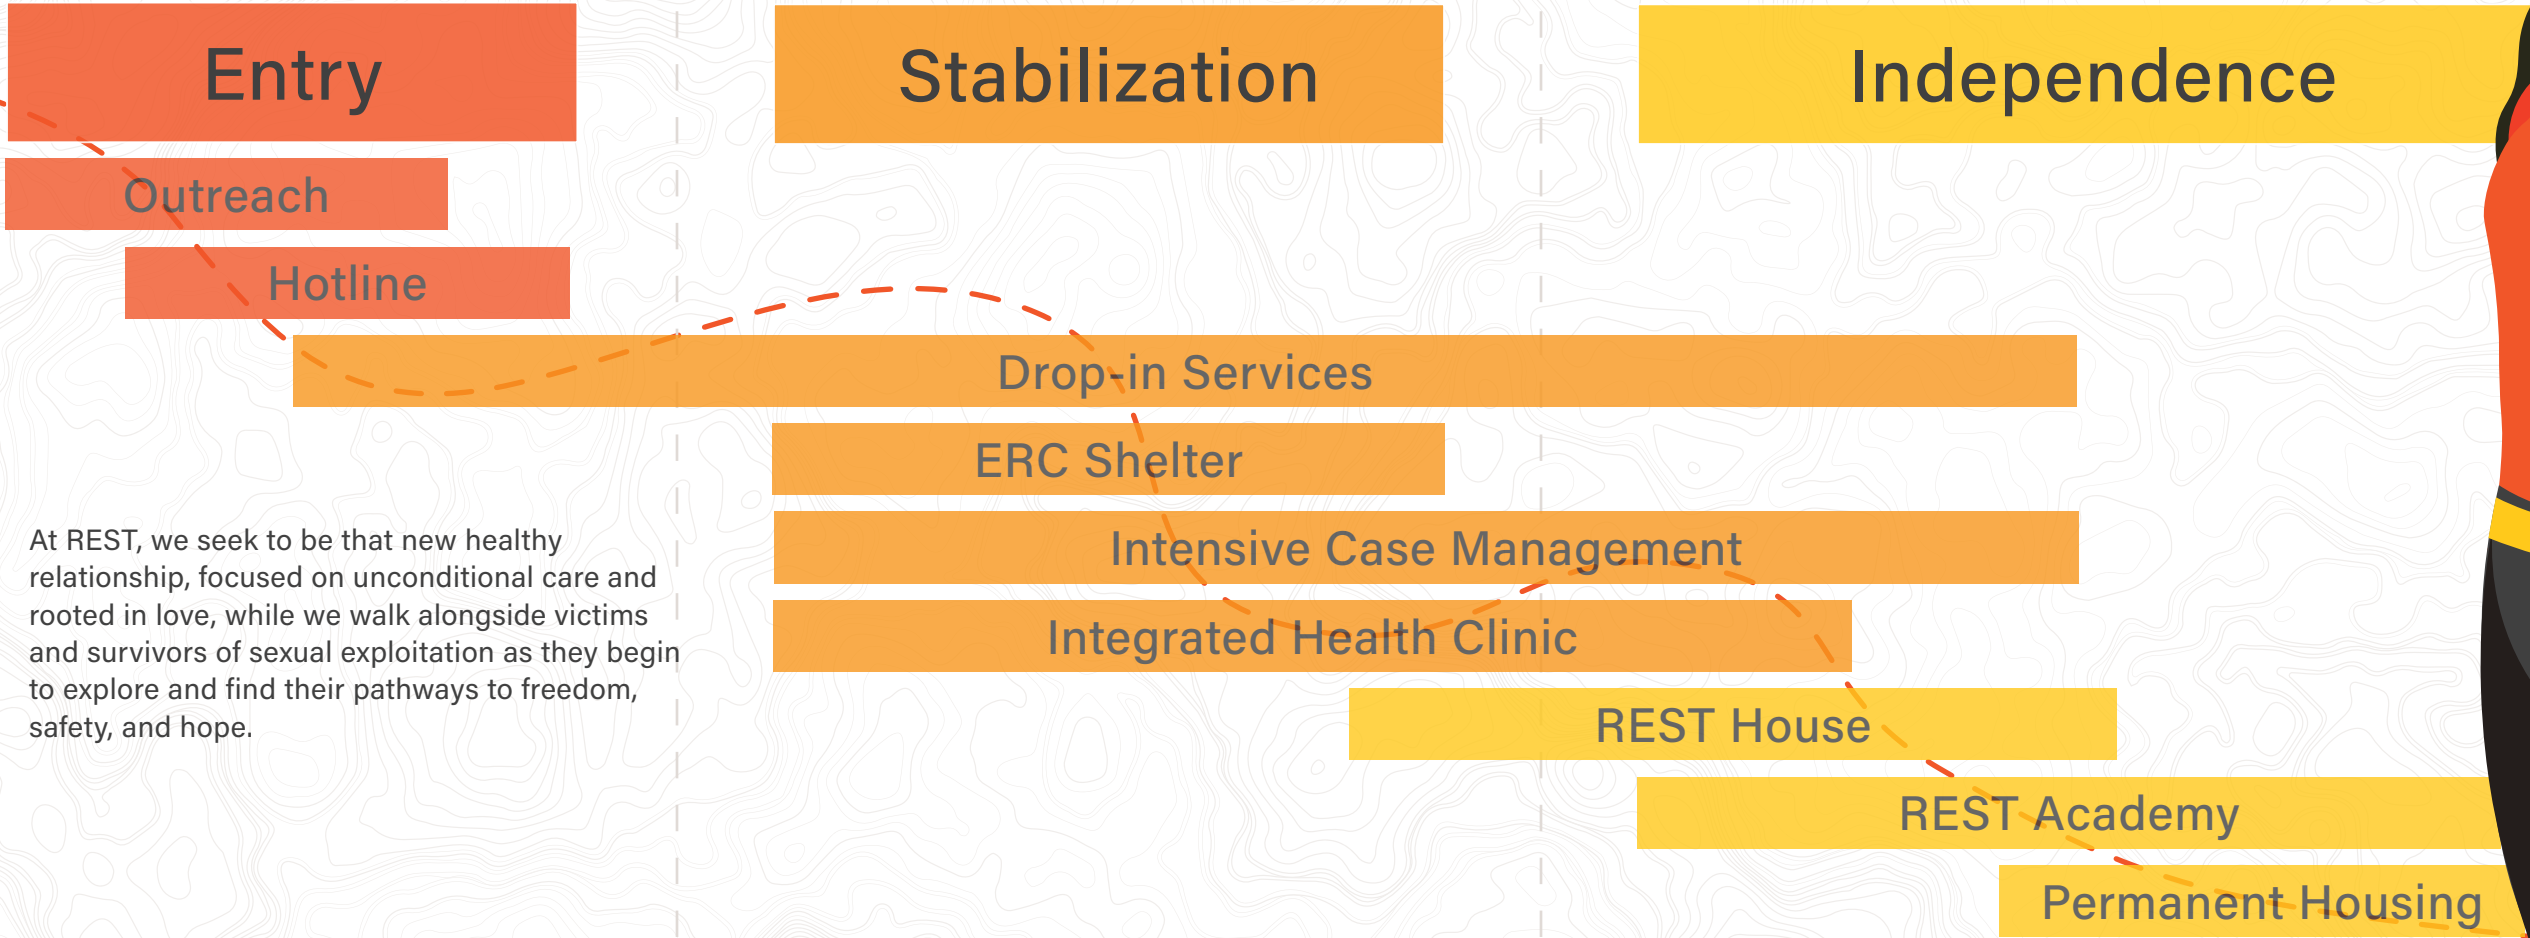 Entry
Stabilization
Independence
Outreach
Hotline
Drop-in Services
ERC Shelter
Intensive Case Management
Integrated Health Clinic
REST House
REST Academy
Permanent Housing
At REST, we seek to be that new healthy
relationship, focused on unconditional care and
rooted in love, while we walk alongside victims
and survivors of sexual exploitation as they begin
to explore and find their pathways to freedom,
safety, and hope.